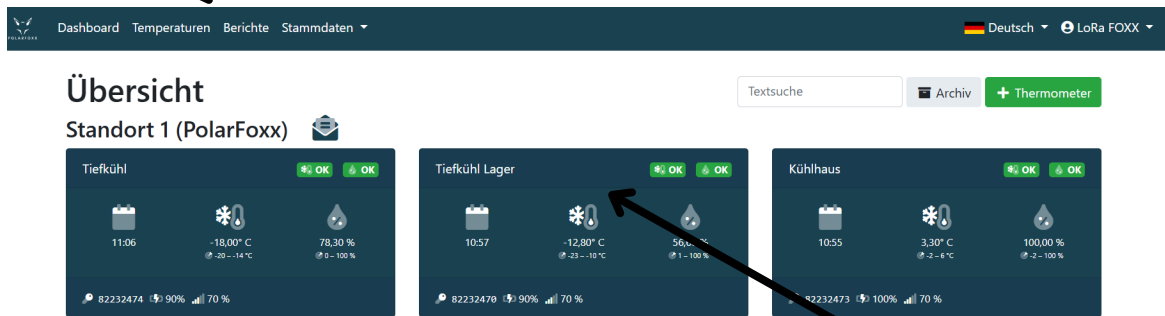 Dashboard Temperaturen Berichte Stammdaten Deutsch LoRa FOXX
POLARFOXX
Übersicht
Textsuche Archiv + Thermometer
Standort 1 (PolarFoxx)
Tiefkühl OK OK
11:06 -18,00° C 78,30 %
-20 – -14 °C 0 – 100 %
82232474 90% 70 %
Tiefkühl Lager OK OK
10:57 -12,80° C %
-23 – -10 °C 1 – 100 %
82232470 90% 70 %
Kühlhaus OK OK
10:55 3,30° C 100,00 %
-2 – 6 °C -2 – 100 %
82232473 100% 70 %